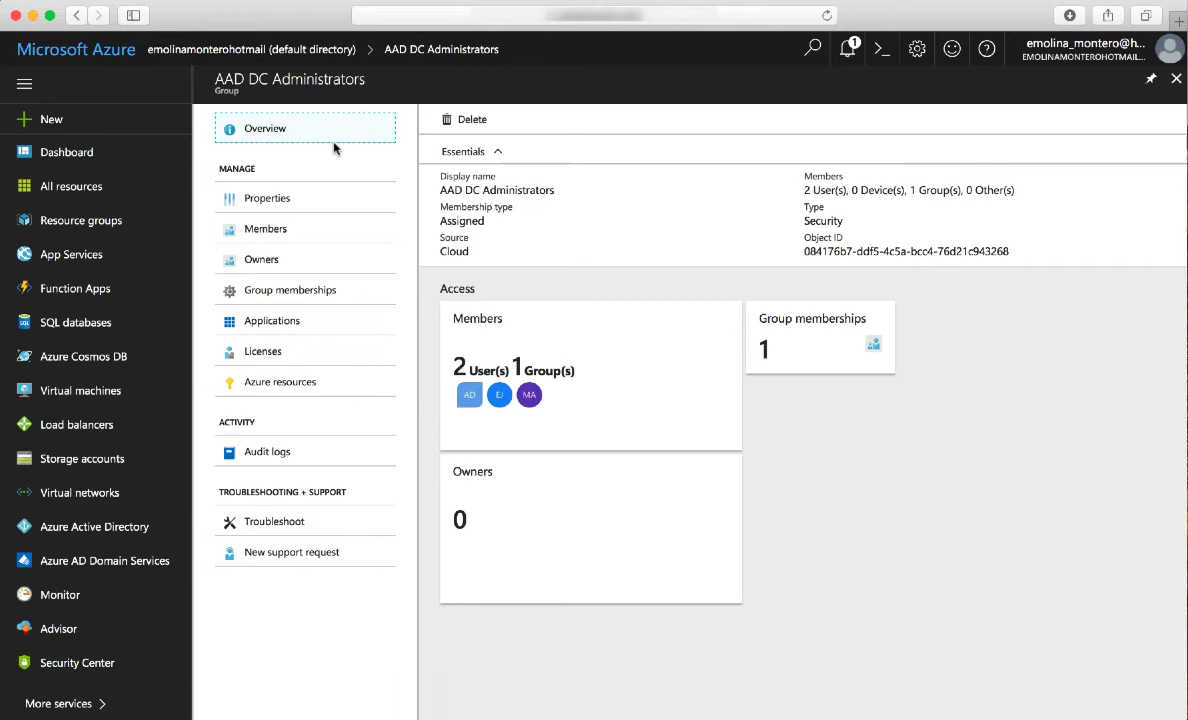 Microsoft Azure emolinamonterohotmail (default directory) > AAD DC Administrators
1
emolina_montero@h...
EMOLINAMONTEROHOTMAIL...
AAD DC Administrators
Group
New
Dashboard
All resources
Resource groups
App Services
Function Apps
SQL databases
Azure Cosmos DB
Virtual machines
Load balancers
Storage accounts
Virtual networks
Azure Active Directory
Azure AD Domain Services
Monitor
Advisor
Security Center
More services >
Overview
MANAGE
Properties
Members
Owners
Group memberships
Applications
Licenses
Azure resources
ACTIVITY
Audit logs
TROUBLESHOOTING + SUPPORT
Troubleshoot
New support request
Delete
Essentials
Display name
AAD DC Administrators
Membership type
Assigned
Source
Cloud
Members
2 User(s), 0 Device(s), 1 Group(s), 0 Other(s)
Type
Security
Object ID
084176b7-ddf5-4c5a-bcc4-76d21c943268
Access
Members
2 User(s) 1 Group(s)
AD EJ MA
Group memberships
1
Owners
0